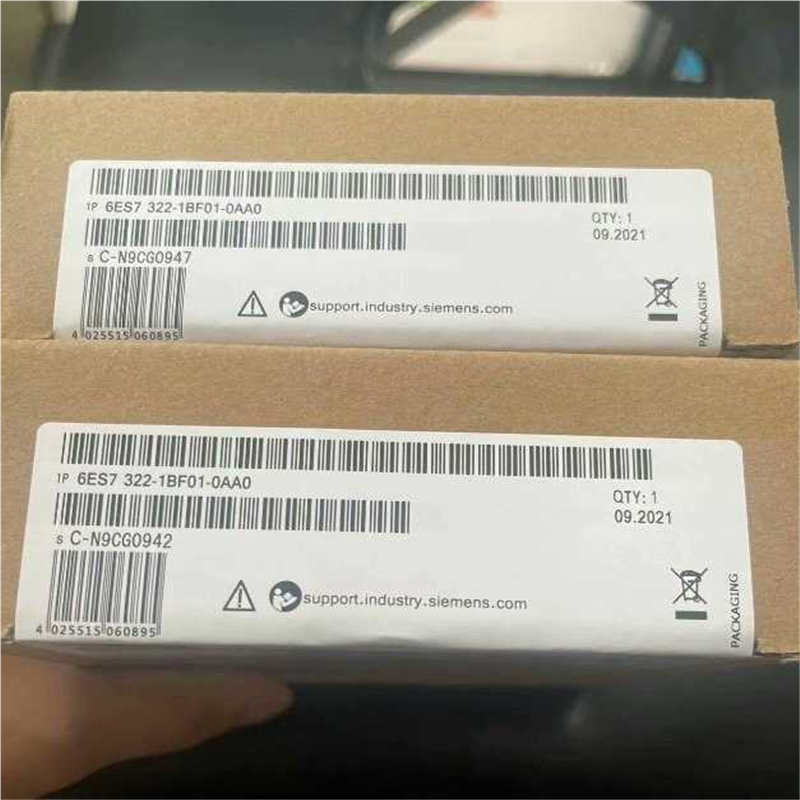 1P 6ES7 322-1BF01-0AA0
QTY: 1
09.2021
s C-N9CG0947
support.industry.siemens.com
4 025515 060895
PACKAGING
1P 6ES7 322-1BF01-0AA0
QTY: 1
09.2021
s C-N9CG0942
support.industry.siemens.com
4 025515 060895
PACKAGING